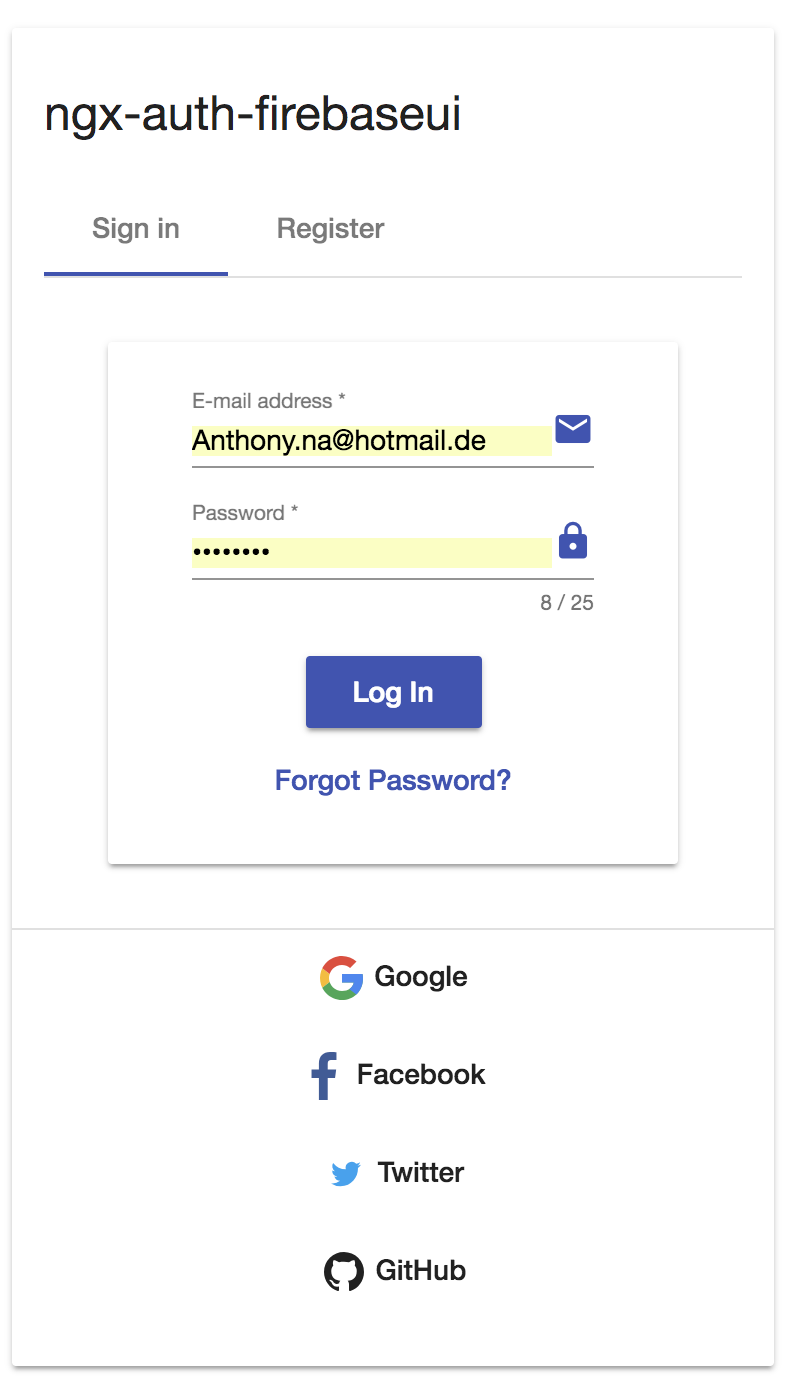 ngx-auth-firebaseui
Sign in Register
E-mail address *
Anthony.na@hotmail.de
Password *
••••••••
8 / 25
Log In
Forgot Password?
Google
Facebook
Twitter
GitHub